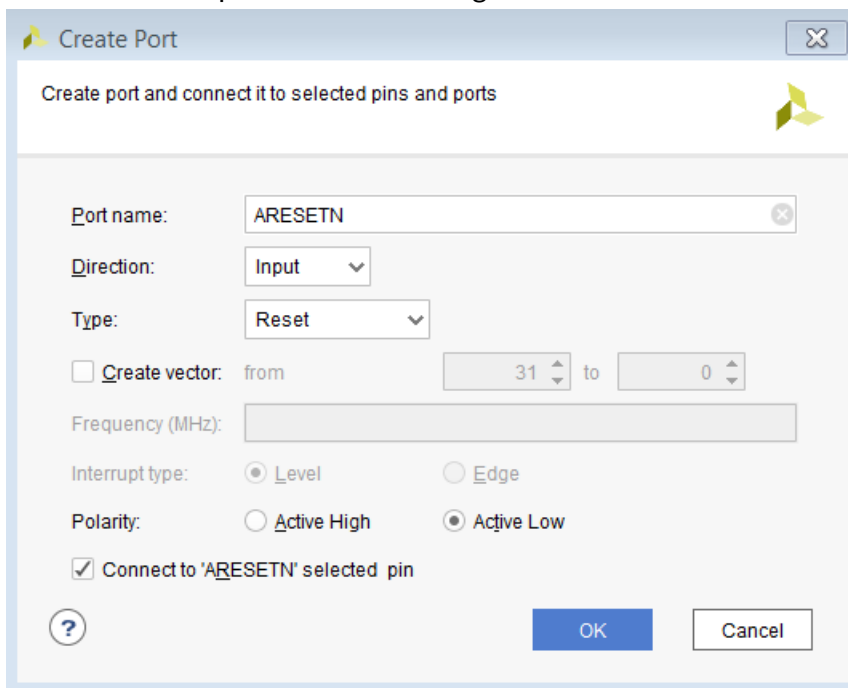 Create Port
Create port and connect it to selected pins and ports
Port name: ARESETN
Direction: Input
Type: Reset
Create vector: from 31 to 0
Frequency (MHz):
Interrupt type: Level Edge
Polarity: Active High Active Low
Connect to 'ARESETN' selected pin
? OK Cancel